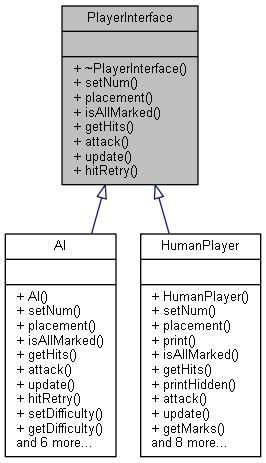 PlayerInterface
+ ~PlayerInterface()
+ setNum()
+ placement()
+ isAllMarked()
+ getHits()
+ attack()
+ update()
+ hitRetry()
AI
+ AI()
+ setNum()
+ placement()
+ isAllMarked()
+ getHits()
+ attack()
+ update()
+ hitRetry()
+ setDifficulty()
+ getDifficulty()
and 6 more...
HumanPlayer
+ HumanPlayer()
+ setNum()
+ placement()
+ print()
+ isAllMarked()
+ getHits()
+ printHidden()
+ attack()
+ update()
+ getMarks()
and 8 more...